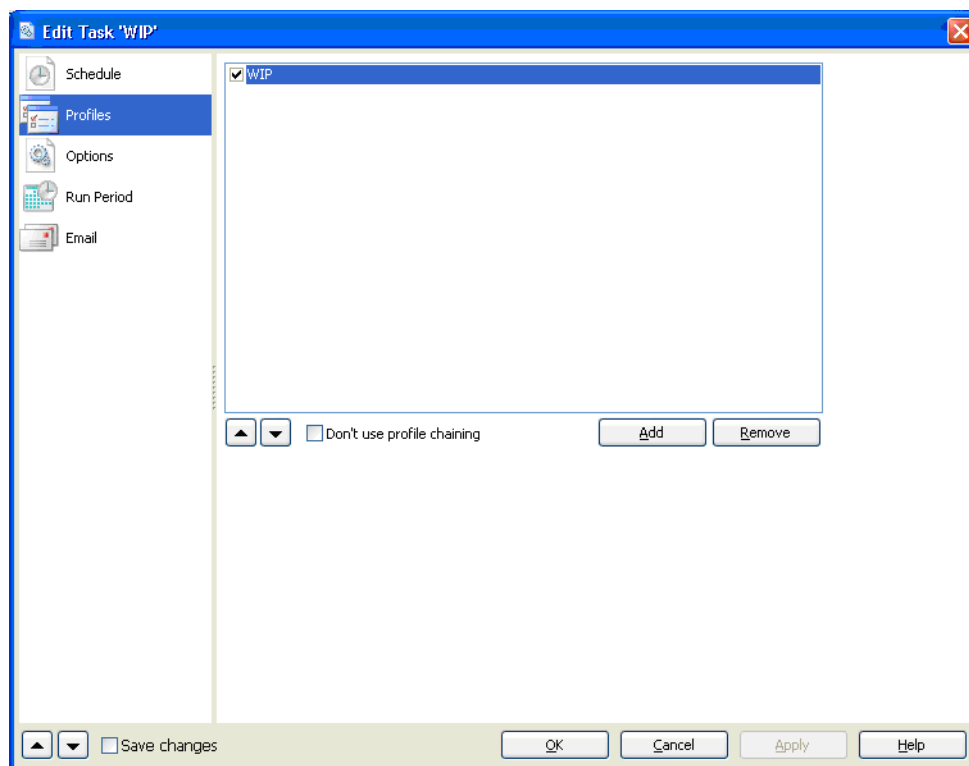 Edit Task 'WIP'
Schedule
Profiles
Options
Run Period
Email
WIP
Don't use profile chaining
Add
Remove
Save changes
OK
Cancel
Apply
Help